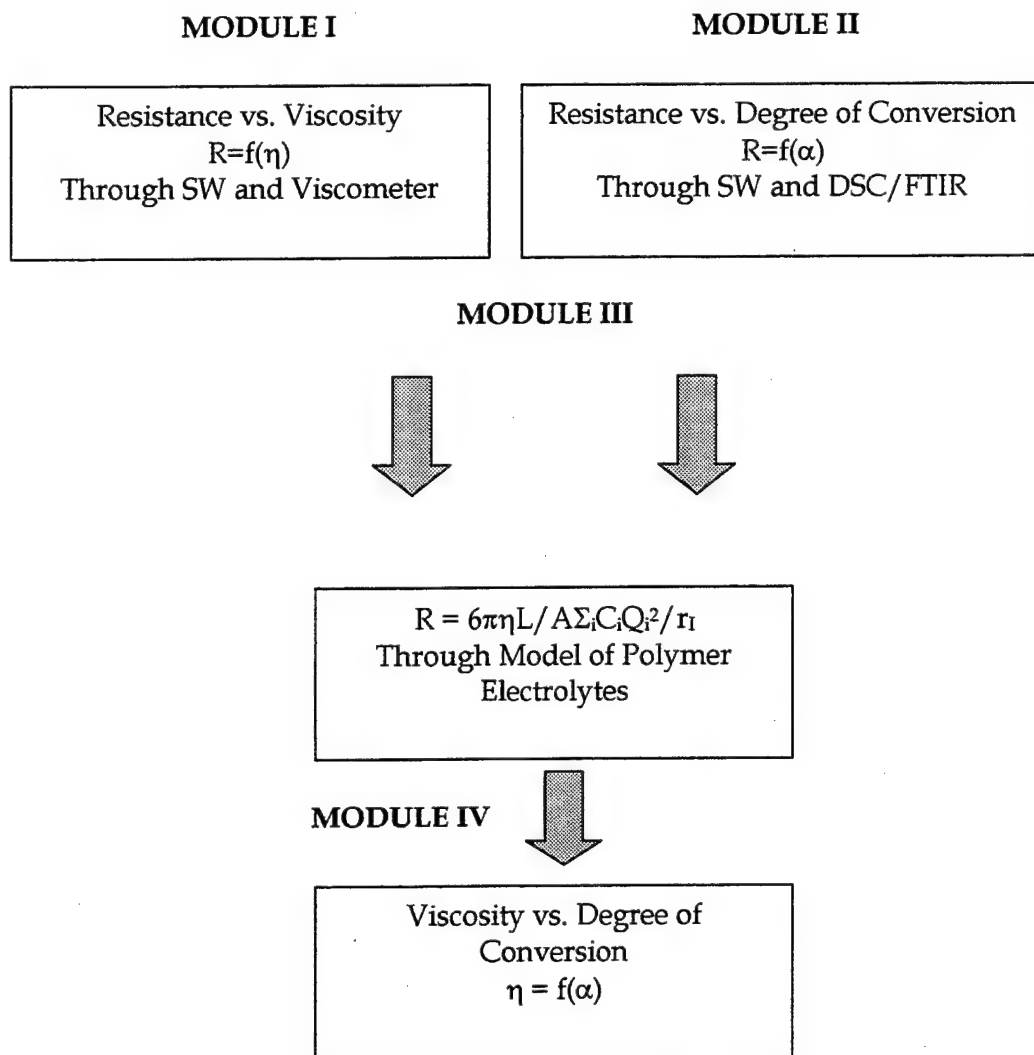 MODULE I
MODULE II
Resistance vs. Viscosity
R=f(η)
Through SW and Viscometer
Resistance vs. Degree of Conversion
R=f(α)
Through SW and DSC/FTIR
MODULE III
R = 6πηL/AΣᵢCᵢQᵢ²/r_I
Through Model of Polymer
Electrolytes
MODULE IV
Viscosity vs. Degree of
Conversion
η = f(α)